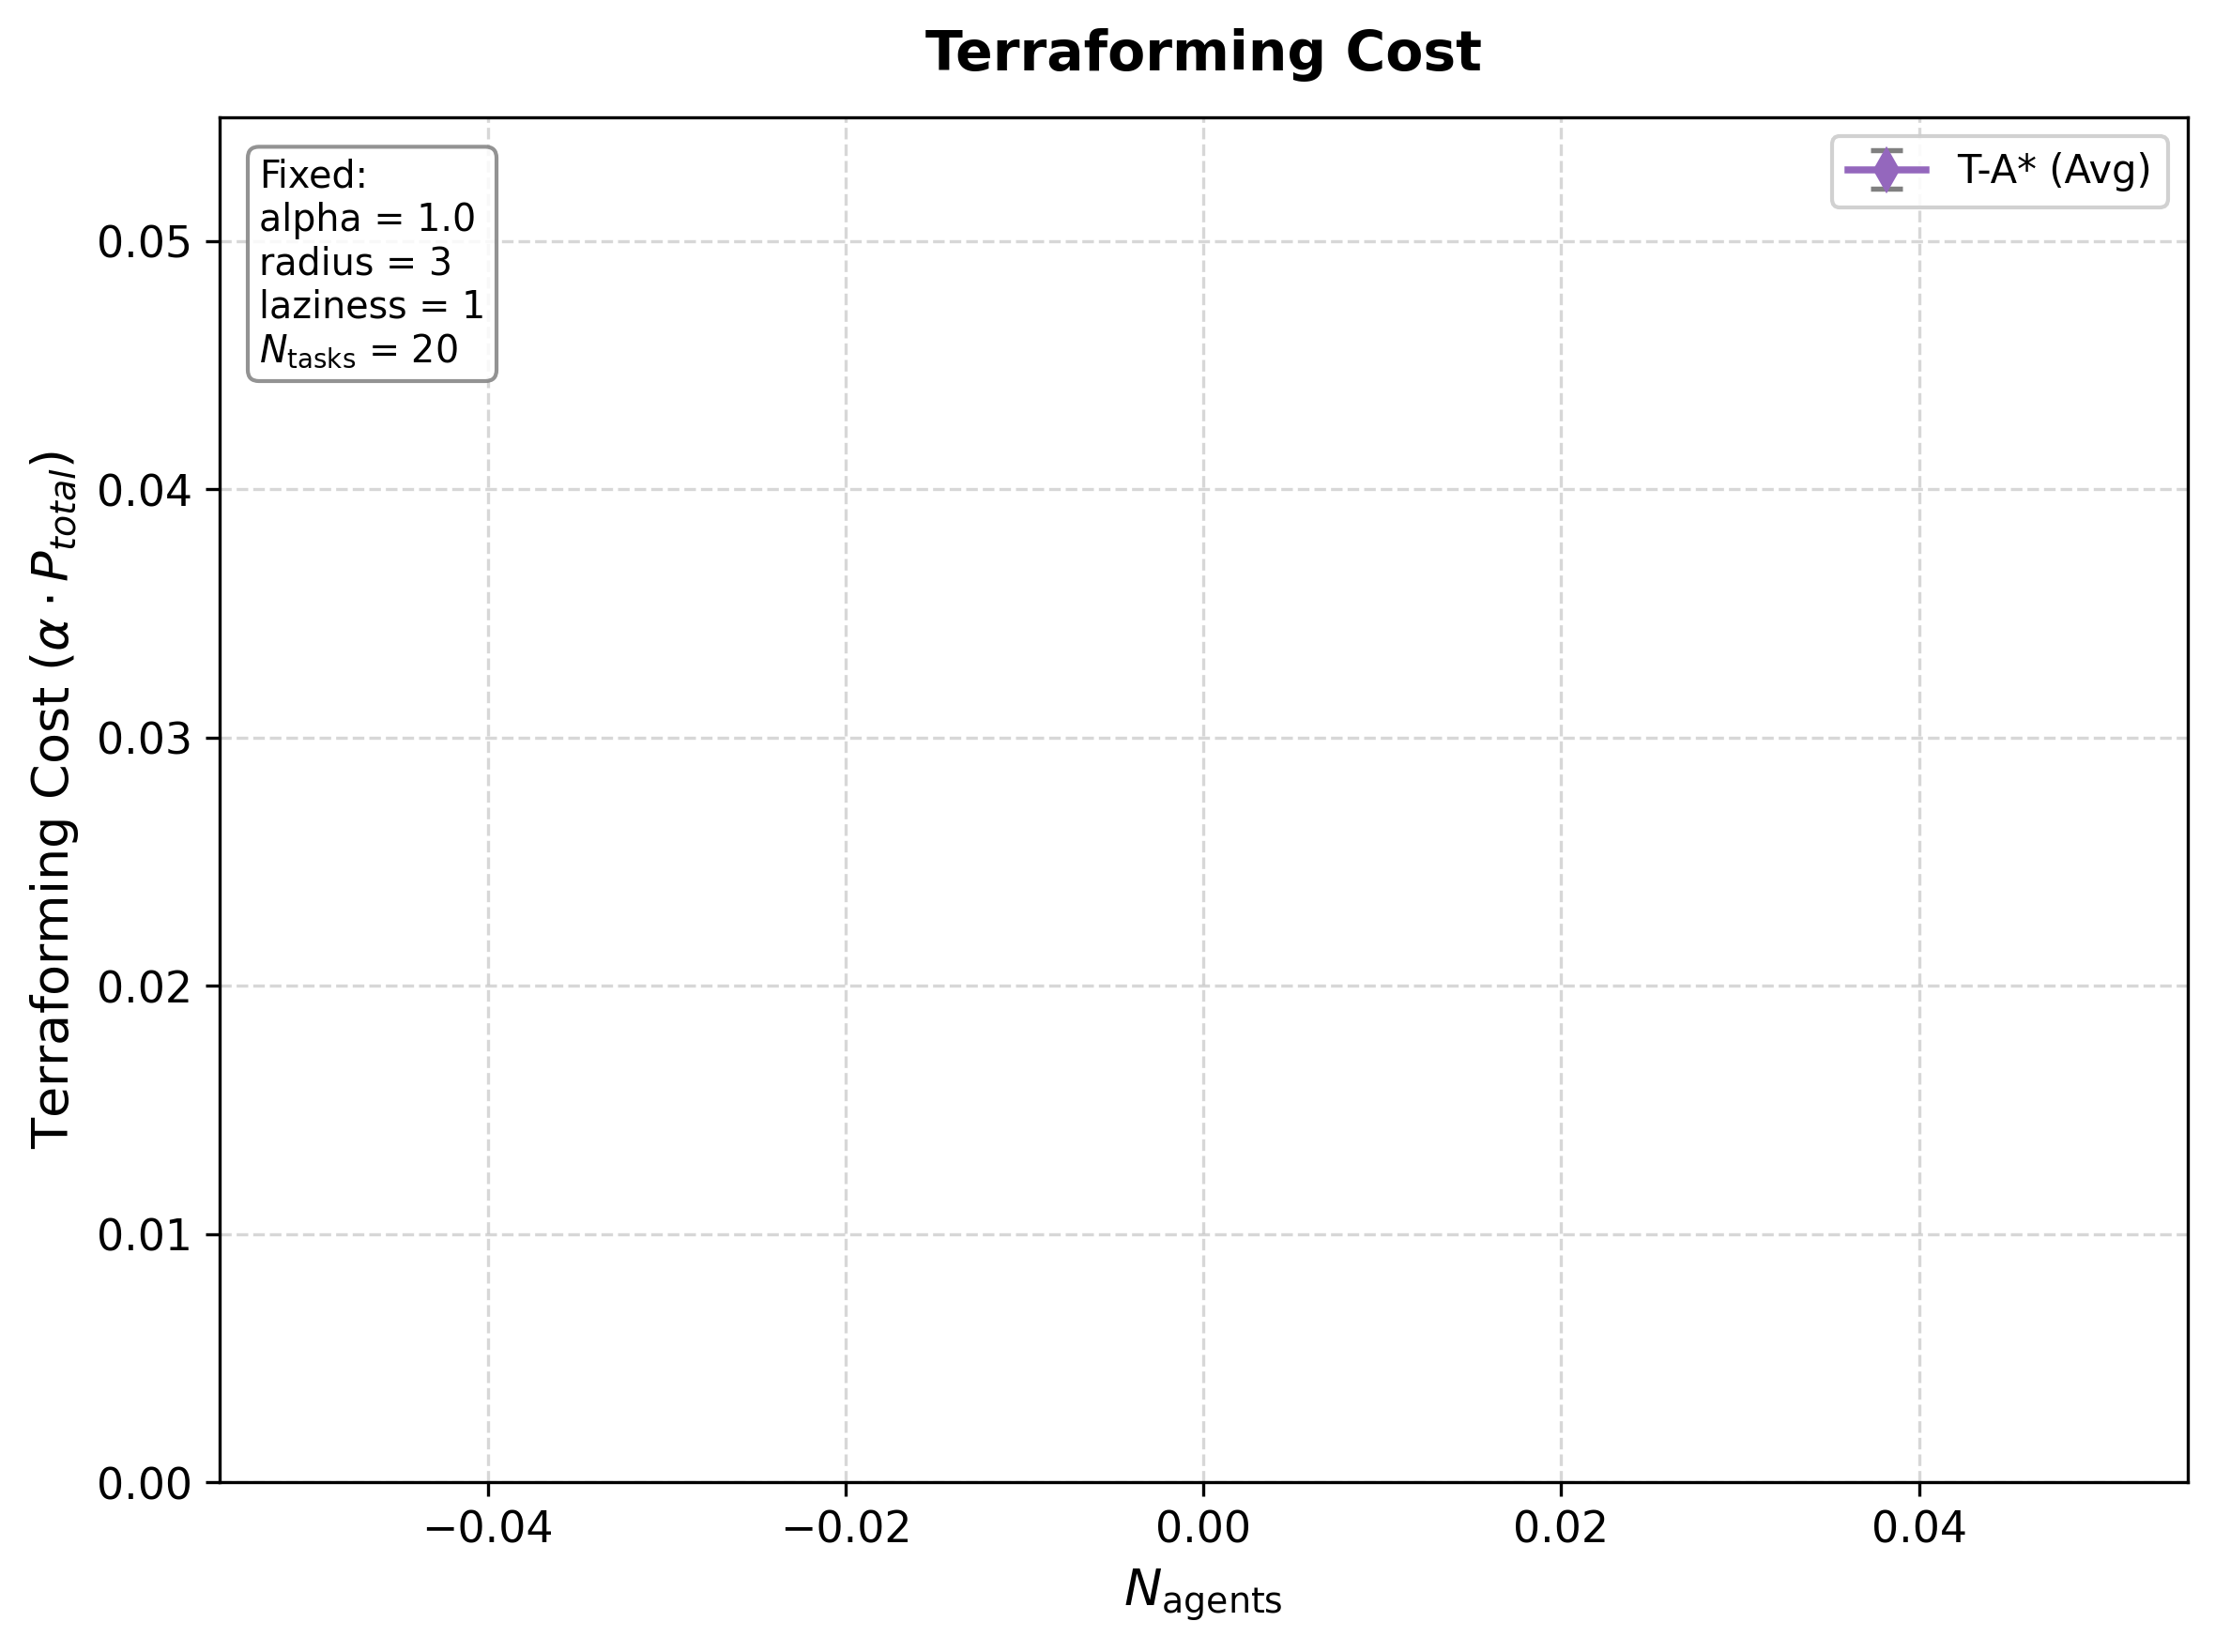 Terraforming Cost
Fixed:
alpha = 1.0
radius = 3
laziness = 1
N_tasks = 20
T-A* (Avg)
Terraforming Cost (α · P_total)
0.05
0.04
0.03
0.02
0.01
0.00
−0.04 −0.02 0.00 0.02 0.04
N_agents